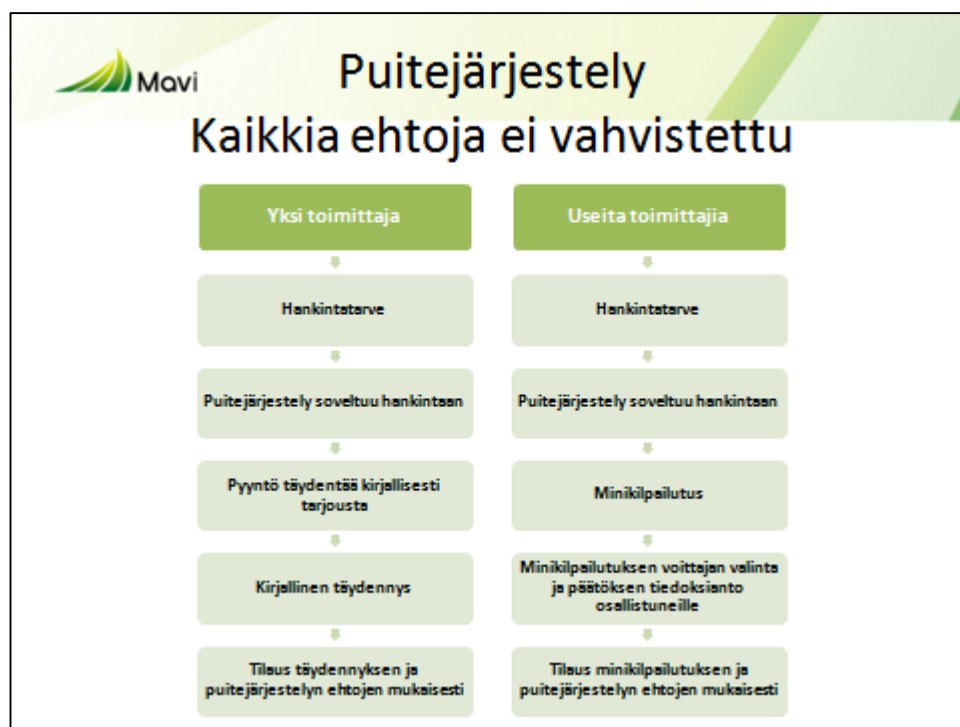 Mavi
Puitejärjestely
Kaikkia ehtoja ei vahvistettu
Yksi toimittaja
Hankintatarve
Puitejärjestely soveltuu hankintaan
Pyyntö täydentää kirjallisesti
tarjousta
Kirjallinen täydennys
Tilaus täydennyksen ja
puitejärjestelyn ehtojen mukaisesti
Useita toimittajia
Hankintatarve
Puitejärjestely soveltuu hankintaan
Minikilpailutus
Minikilpailutuksen voittajan valinta
ja päätöksen tiedoksianto
osallistuneille
Tilaus minikilpailutuksen ja
puitejärjestelyn ehtojen mukaisesti